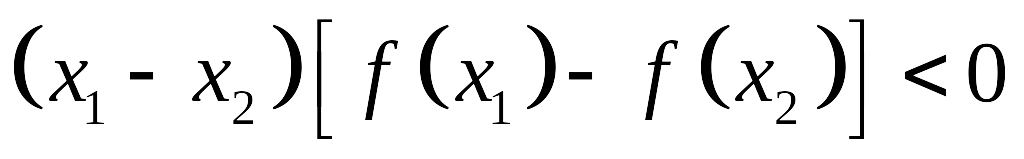 (x₁ - x₂)[f(x₁) - f(x₂)] < 0